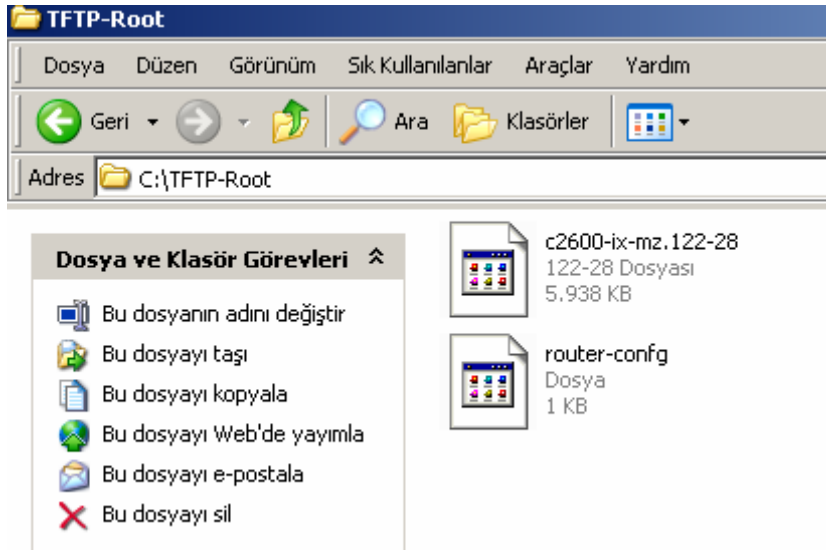 TFTP-Root
Dosya Düzen Görünüm Sık Kullanılanlar Araçlar Yardım
Geri Ara Klasörler
Adres C:\TFTP-Root
Dosya ve Klasör Görevleri
Bu dosyanın adını değiştir
Bu dosyayı taşı
Bu dosyayı kopyala
Bu dosyayı Web'de yayımla
Bu dosyayı e-postala
Bu dosyayı sil
c2600-ix-mz.122-28
122-28 Dosyası
5.938 KB
router-confg
Dosya
1 KB